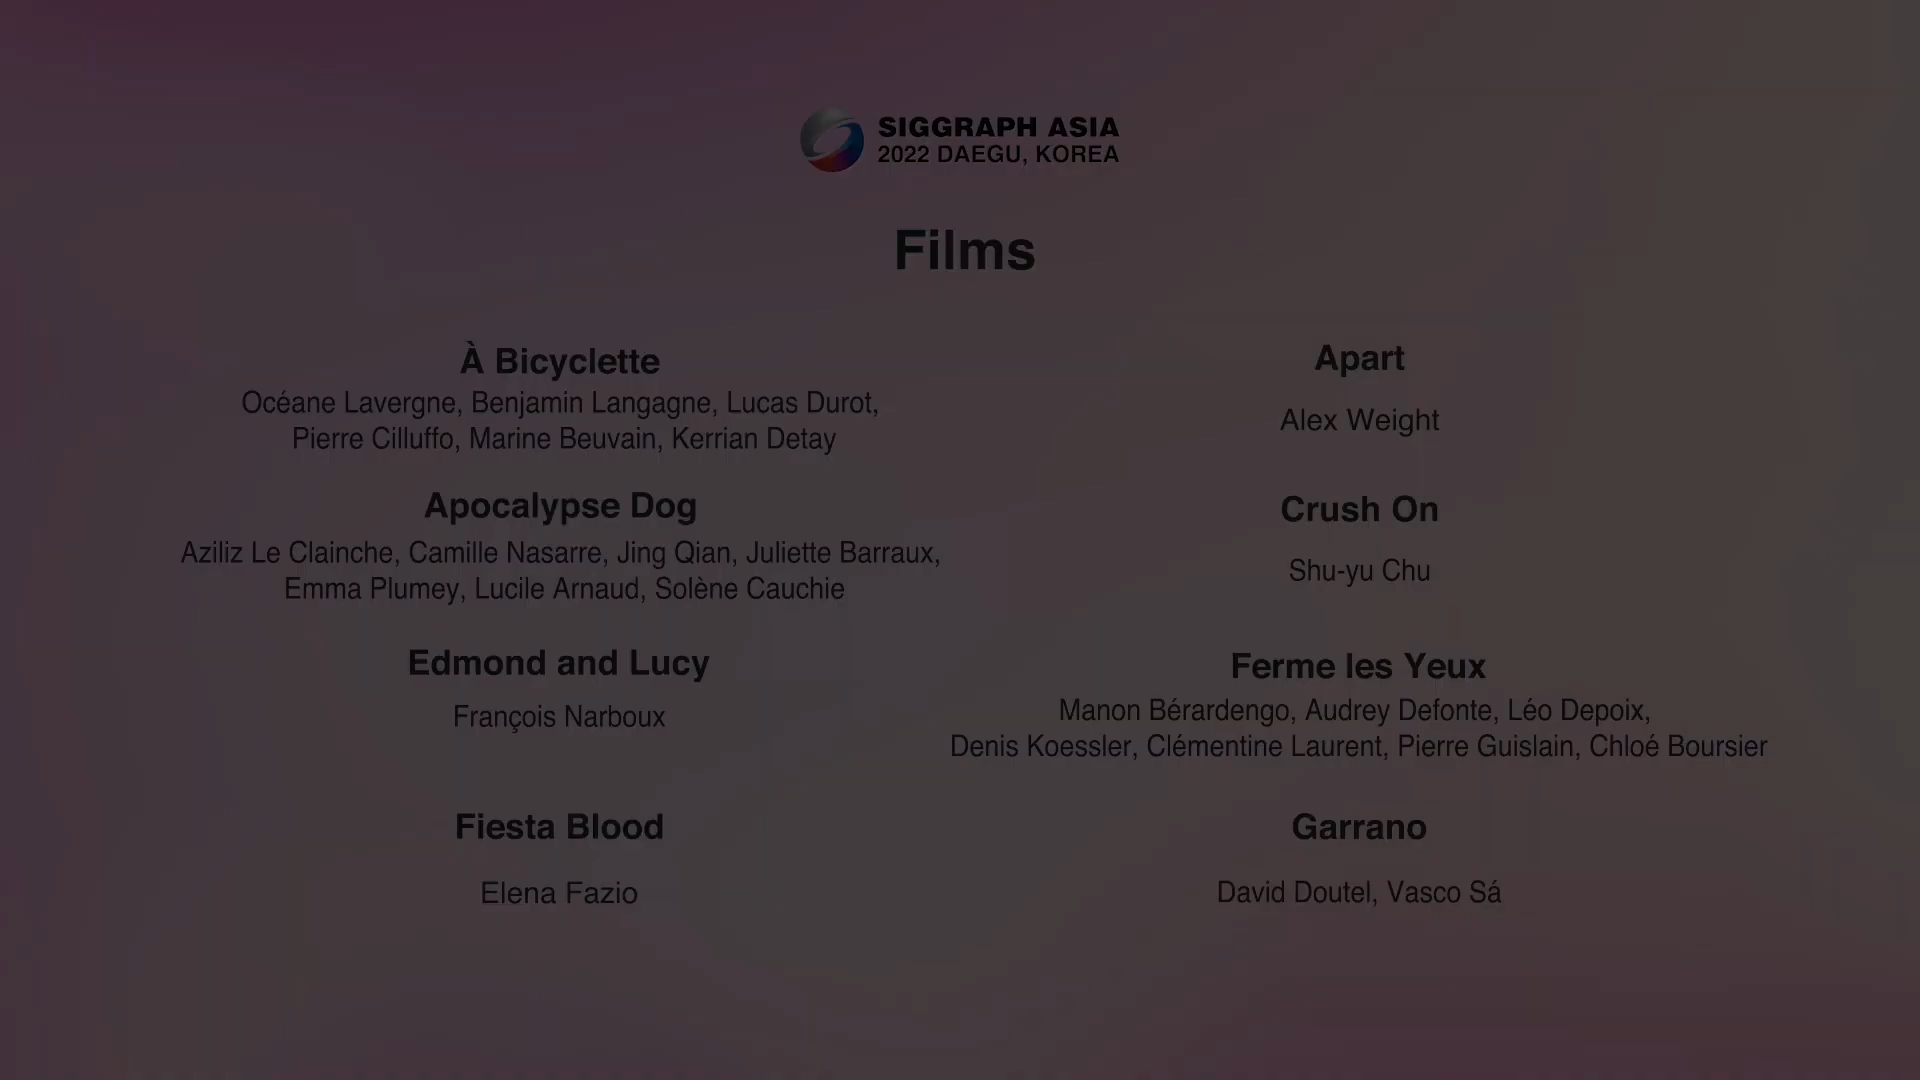 SIGGRAPH ASIA
2022 DAEGU, KOREA
Films
À Bicyclette
Océane Lavergne, Benjamin Langagne, Lucas Durot,
Pierre Cilluffo, Marine Beuvain, Kerrian Detay
Apart
Alex Weight
Apocalypse Dog
Aziliz Le Clainche, Camille Nasarre, Jing Qian, Juliette Barraux,
Emma Plumey, Lucile Arnaud, Solène Cauchie
Crush On
Shu-yu Chu
Edmond and Lucy
François Narboux
Ferme les Yeux
Manon Bérardengo, Audrey Defonte, Léo Depoix,
Denis Koessler, Clémentine Laurent, Pierre Guislain, Chloé Boursier
Fiesta Blood
Elena Fazio
Garrano
David Doutel, Vasco Sá